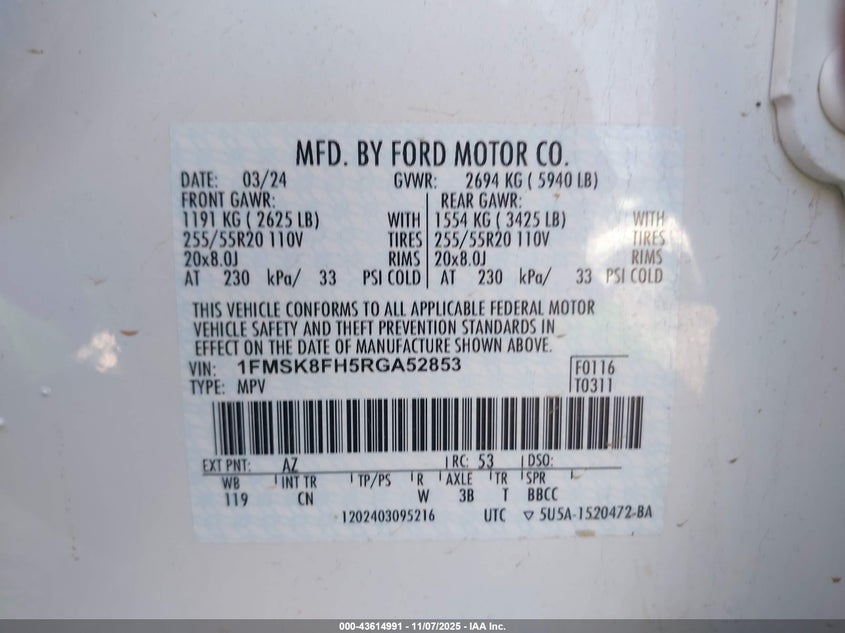 MFD. BY FORD MOTOR CO.
DATE: 03/24 GVWR: 2694 KG ( 5940 LB)
FRONT GAWR: REAR GAWR:
1191 KG ( 2625 LB) WITH 1554 KG ( 3425 LB) WITH
255/55R20 110V TIRES 255/55R20 110V TIRES
20x8.0J RIMS 20x8.0J RIMS
AT 230 kPa/ 33 PSI COLD AT 230 kPa/ 33 PSI COLD
THIS VEHICLE CONFORMS TO ALL APPLICABLE FEDERAL MOTOR
VEHICLE SAFETY AND THEFT PREVENTION STANDARDS IN
EFFECT ON THE DATE OF MANUFACTURE SHOWN ABOVE.
VIN: 1FMSK8FH5RGA52853 F0116
TYPE: MPV T0311
EXT PNT: AZ RC: 53 DSO:
WB INT TR TP/PS R AXLE TR SPR
119 CN W 3B T BBCC
1202403095216 UTC ▽ 5U5A-1520472-BA
000-43614991 - 11/07/2025 - IAA Inc.